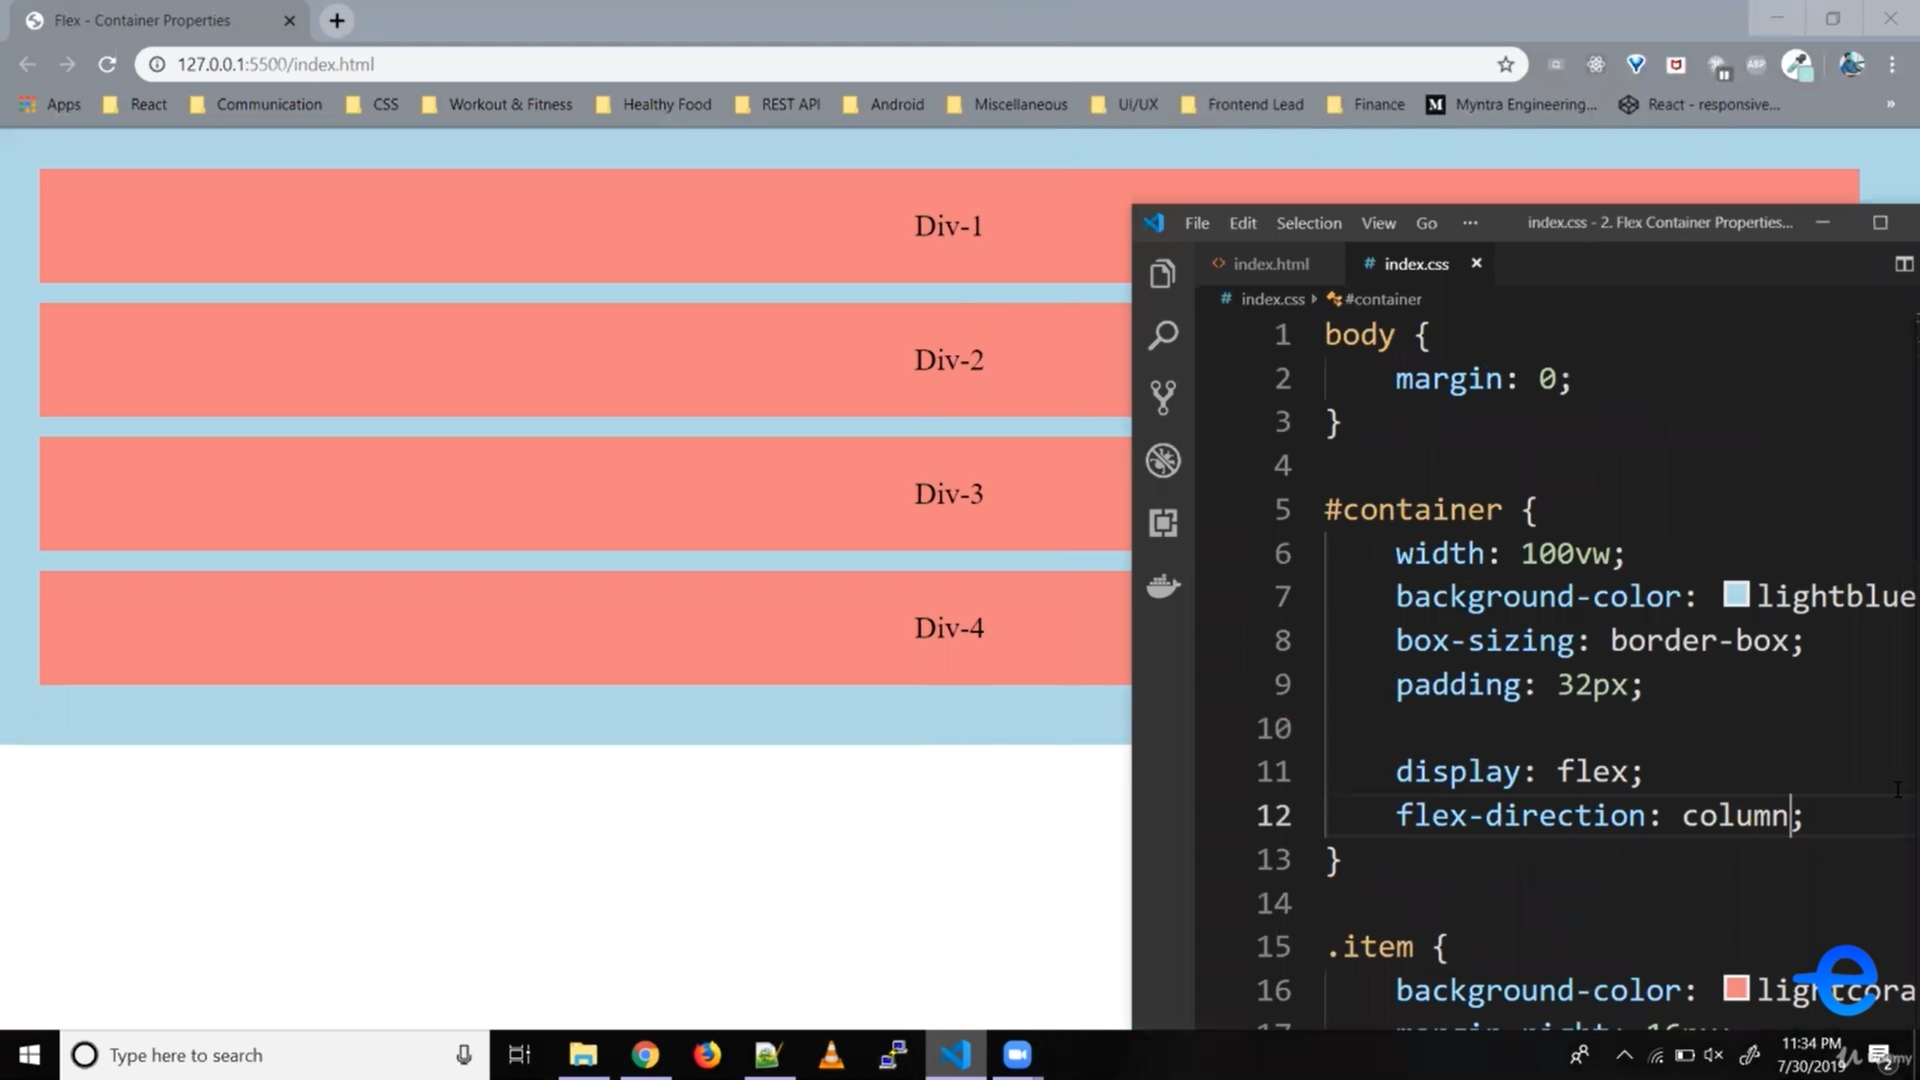 Flex - Container Properties
127.0.0.1:5500/index.html
Apps React Communication CSS Workout & Fitness Healthy Food REST API Android Miscellaneous UI/UX Frontend Lead Finance Myntra Engineering... React - responsive... »
Div-1
Div-2
Div-3
Div-4
File Edit Selection View Go ··· index.css - 2. Flex Container Properties...
index.html # index.css
# index.css #container
1 body {
2 margin: 0;
3 }
4
5 #container {
6 width: 100vw;
7 background-color: lightblue
8 box-sizing: border-box;
9 padding: 32px;
10
11 display: flex;
12 flex-direction: column;
13 }
14
15 .item {
16 background-color: lightcora
Type here to search
11:34 PM
7/30/2019
2